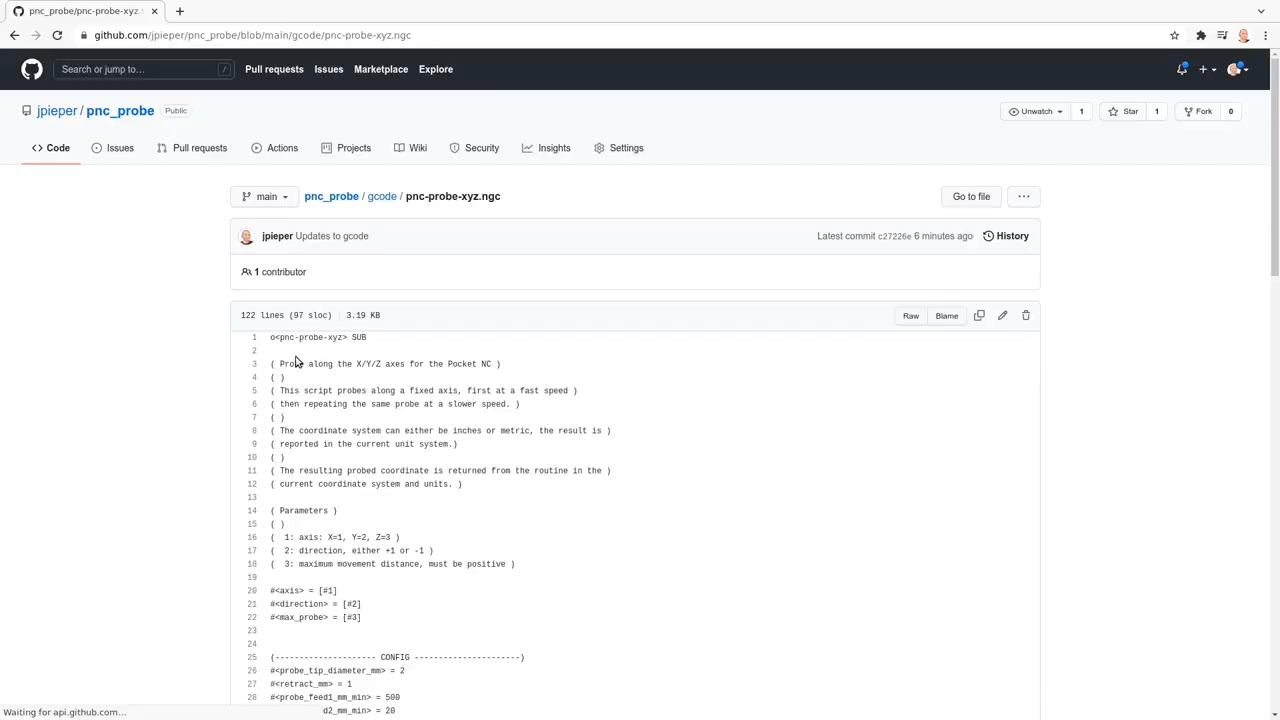 pnc_probe/pnc-probe-xyz.
github.com/jpieper/pnc_probe/blob/main/gcode/pnc-probe-xyz.ngc
Search or jump to… /
Pull requests Issues Marketplace Explore
jpieper / pnc_probe Public
Unwatch 1 Star 1 Fork 0
Code Issues Pull requests Actions Projects Wiki Security Insights Settings
main pnc_probe / gcode / pnc-probe-xyz.ngc Go to file
jpieper Updates to gcode Latest commit c27226e 6 minutes ago History
1 contributor
122 lines (97 sloc) 3.19 KB Raw Blame
1 o<pnc-probe-xyz> SUB
2
3 ( along the X/Y/Z axes for the Pocket NC )
4 ( )
5 ( This script probes along a fixed axis, first at a fast speed )
6 ( then repeating the same probe at a slower speed. )
7 ( )
8 ( The coordinate system can either be inches or metric, the result is )
9 ( reported in the current unit system.)
10 ( )
11 ( The resulting probed coordinate is returned from the routine in the )
12 ( current coordinate system and units. )
13
14 ( Parameters )
15 ( )
16 (  1: axis: X=1, Y=2, Z=3 )
17 (  2: direction, either +1 or -1 )
18 (  3: maximum movement distance, must be positive )
19
20 #<axis> = [#1]
21 #<direction> = [#2]
22 #<max_probe> = [#3]
23
24
25 (-------------------- CONFIG ---------------------)
26 #<probe_tip_diameter_mm> = 2
27 #<retract_mm> = 1
28 #<probe_feed1_mm_min> = 500
d2_mm_min> = 20
Waiting for api.github.com…